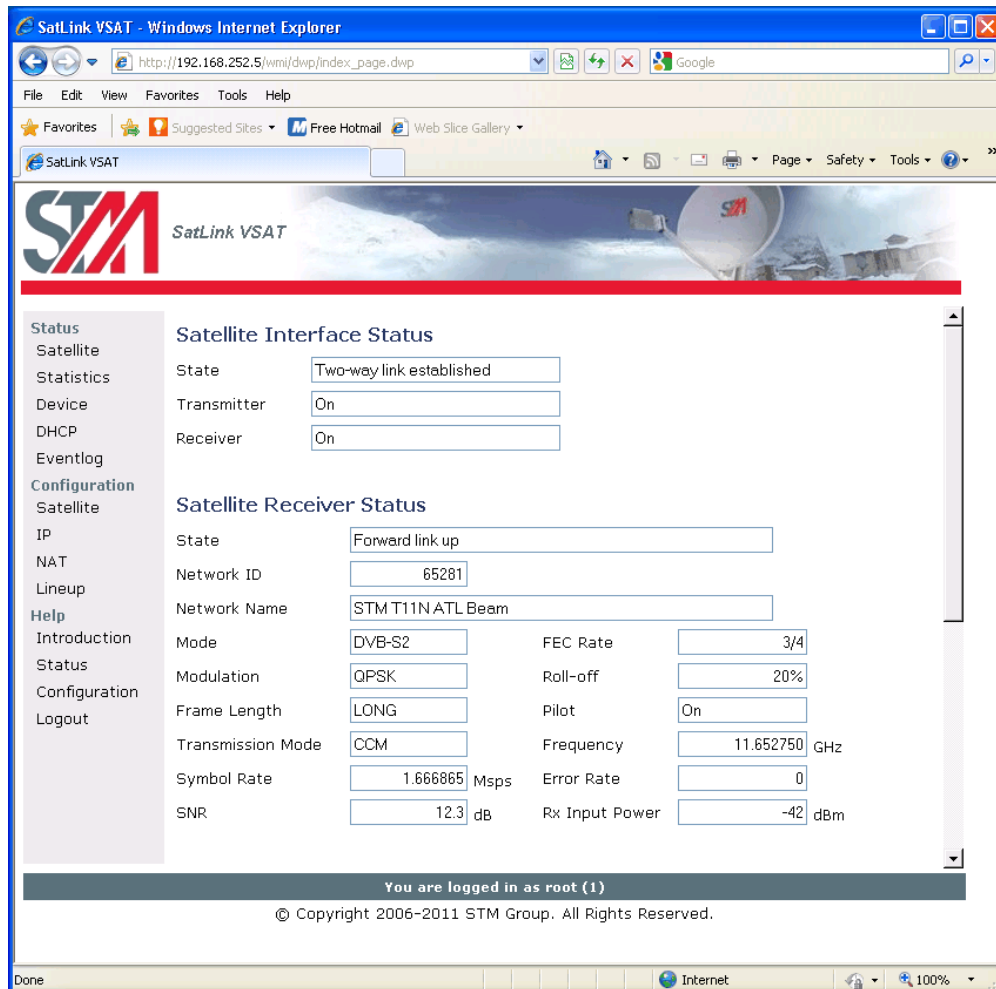 SatLink VSAT - Windows Internet Explorer
http://192.168.252.5/wmi/dwp/index_page.dwp
Google
File Edit View Favorites Tools Help
Favorites Suggested Sites Free Hotmail Web Slice Gallery
SatLink VSAT Page Safety Tools »
STM SatLink VSAT STM
Status
Satellite
Statistics
Device
DHCP
Eventlog
Configuration
Satellite
IP
NAT
Lineup
Help
Introduction
Status
Configuration
Logout
Satellite Interface Status
State Two-way link established
Transmitter On
Receiver On
Satellite Receiver Status
State Forward link up
Network ID 65281
Network Name STM T11N ATL Beam
Mode DVB-S2 FEC Rate 3/4
Modulation QPSK Roll-off 20%
Frame Length LONG Pilot On
Transmission Mode CCM Frequency 11.652750 GHz
Symbol Rate 1.666865 Msps Error Rate 0
SNR 12.3 dB Rx Input Power -42 dBm
You are logged in as root (1)
© Copyright 2006-2011 STM Group. All Rights Reserved.
Done Internet 100%